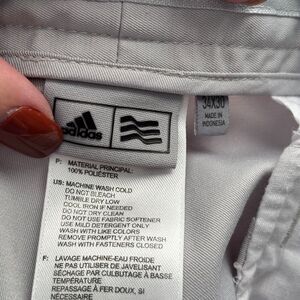 adidas
34X30
MADE IN
INDONESIA
P: MATERIAL PRINCIPAL:
100% POLIÉSTER
US: MACHINE WASH COLD
DO NOT BLEACH
TUMBLE DRY LOW
COOL IRON IF NEEDED
DO NOT DRY CLEAN
DO NOT USE FABRIC SOFTENER
USE MILD DETERGENT ONLY
WASH WITH LIKE COLORS
REMOVE PROMPTLY AFTER WASH
WASH WITH FASTENERS CLOSED
F: LAVAGE MACHINE-EAU FROIDE
NE PAS UTILISER DE JAVELISANT
SÉCHAGE PAR CULBUTAGE À BASSE
TEMPÉRATURE
REPASSAGE À FER DOUX, SI
NÉCESSAIRE